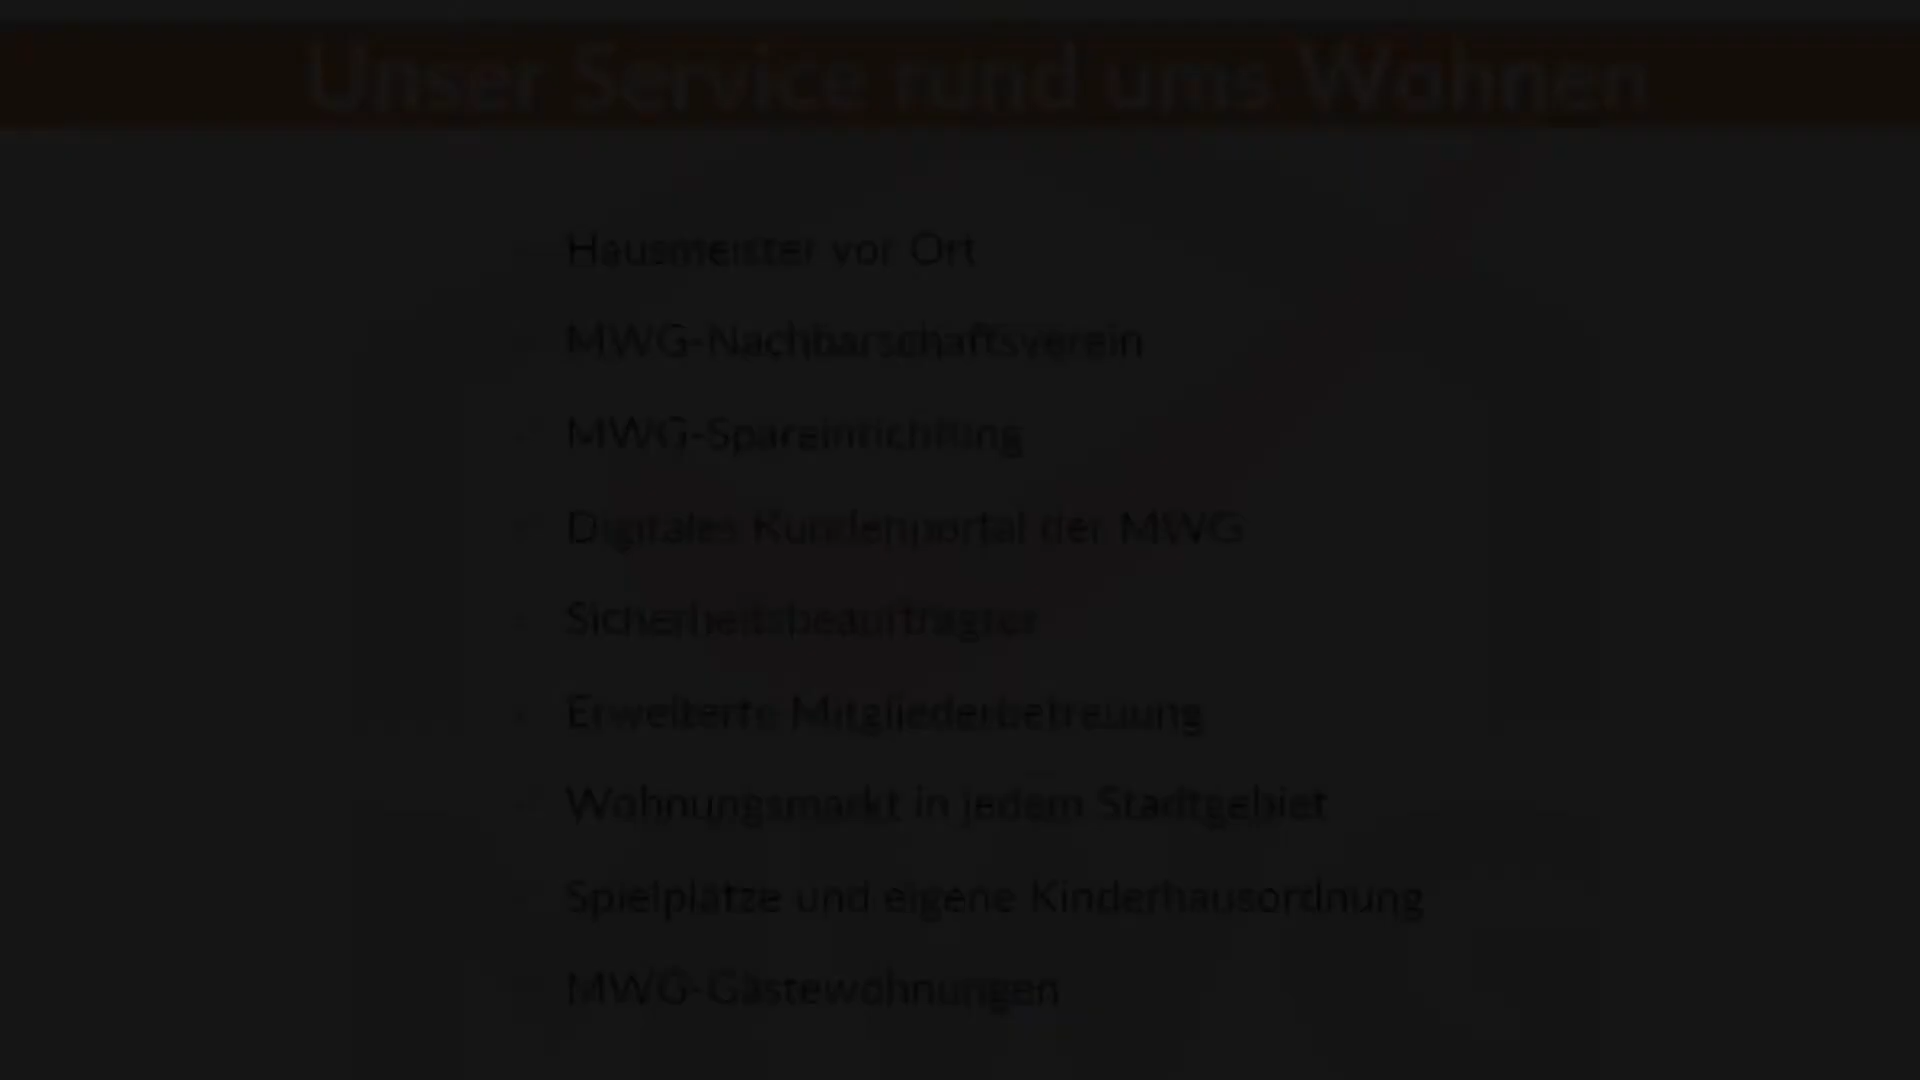 Unser Service rund ums Wohnen
- Hausmeister vor Ort
- MWG-Nachbarschaftsverein
- MWG-Spareinrichtung
- Digitales Kundenportal der MWG
- Sicherheitsbeauftragter
- Erweiterte Mitgliederbetreuung
- Wohnungsmarkt in jedem Stadtgebiet
- Spielplätze und eigene Kinderhausordnung
- MWG-Gästewohnungen